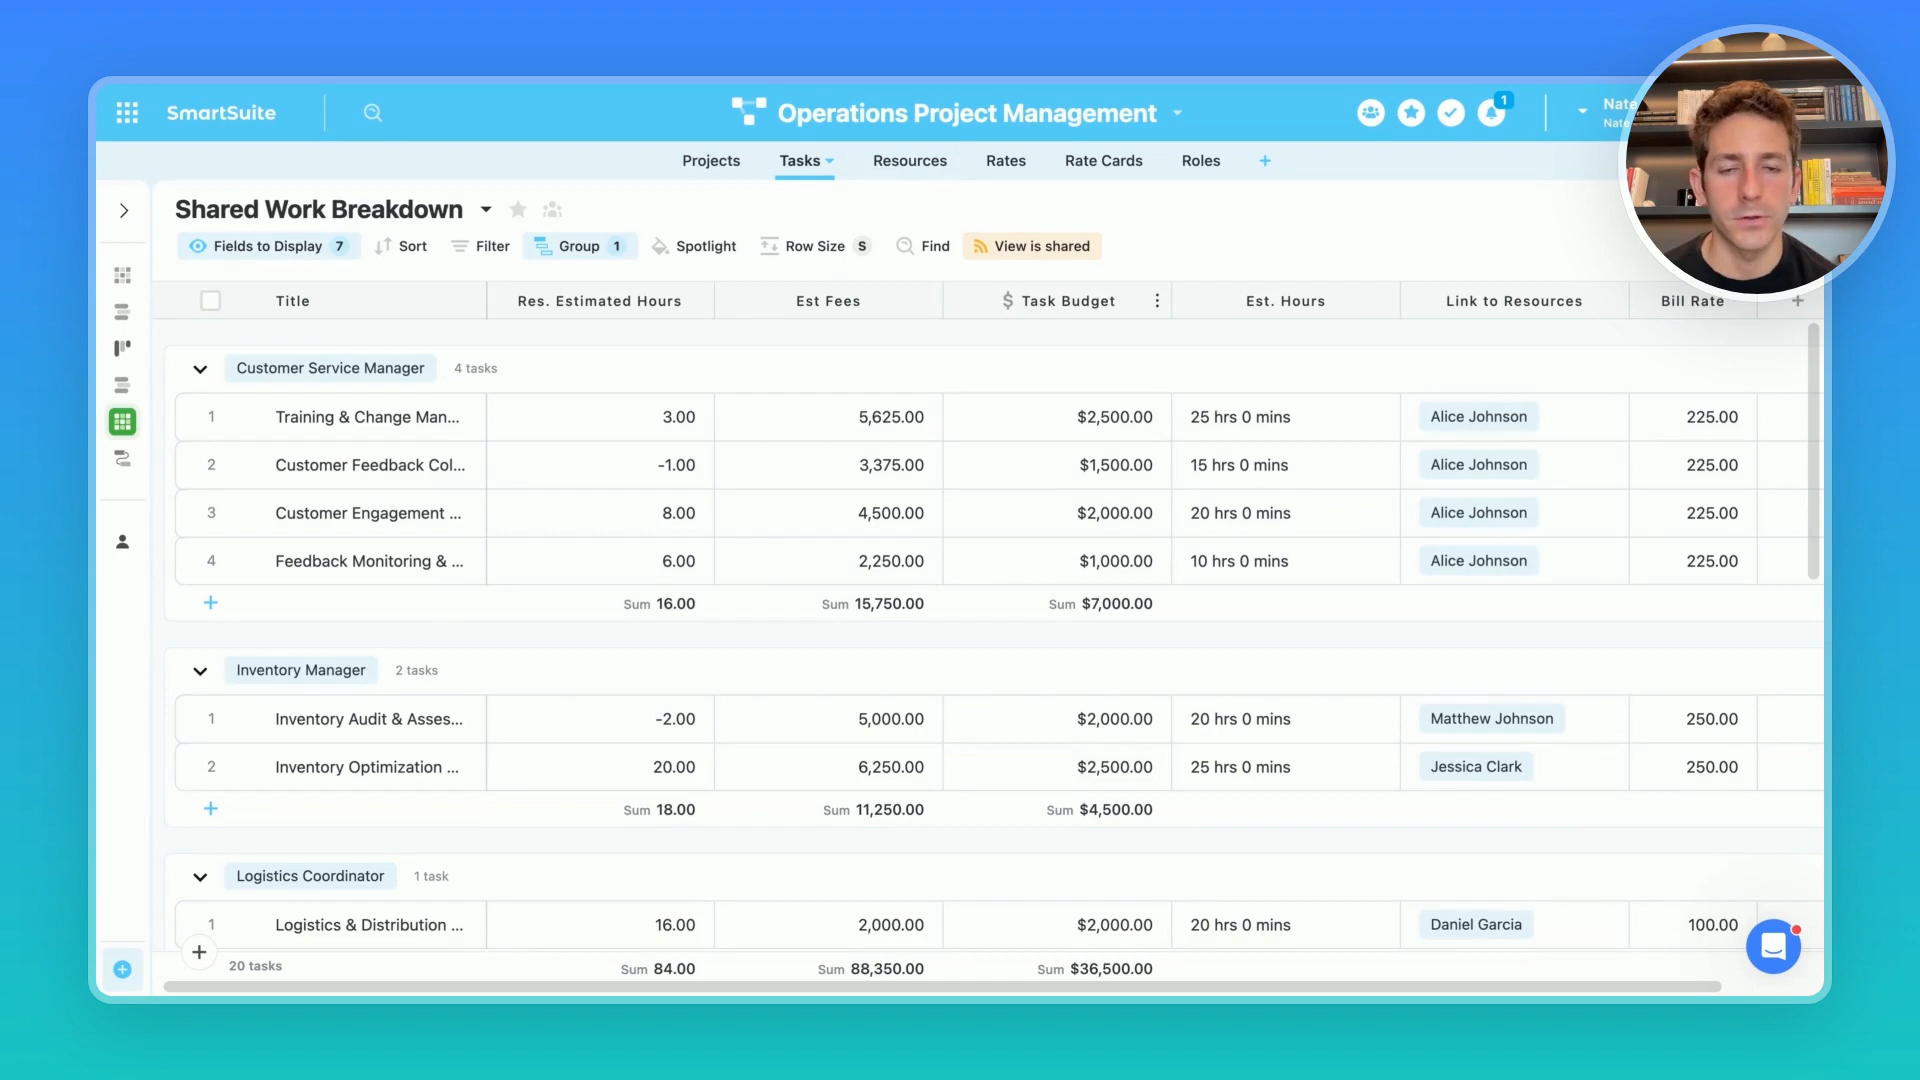 SmartSuite
Operations Project Management
1
Nate
Nate
Projects Tasks Resources Rates Rate Cards Roles +
Shared Work Breakdown
Fields to Display 7 Sort Filter Group 1 Spotlight Row Size S Find View is shared
Title Res. Estimated Hours Est Fees $ Task Budget Est. Hours Link to Resources Bill Rate +
Customer Service Manager 4 tasks
1 Training & Change Man... 3.00 5,625.00 $2,500.00 25 hrs 0 mins Alice Johnson 225.00
2 Customer Feedback Col... -1.00 3,375.00 $1,500.00 15 hrs 0 mins Alice Johnson 225.00
3 Customer Engagement ... 8.00 4,500.00 $2,000.00 20 hrs 0 mins Alice Johnson 225.00
4 Feedback Monitoring & ... 6.00 2,250.00 $1,000.00 10 hrs 0 mins Alice Johnson 225.00
+ Sum 16.00 Sum 15,750.00 Sum $7,000.00
Inventory Manager 2 tasks
1 Inventory Audit & Asses... -2.00 5,000.00 $2,000.00 20 hrs 0 mins Matthew Johnson 250.00
2 Inventory Optimization ... 20.00 6,250.00 $2,500.00 25 hrs 0 mins Jessica Clark 250.00
+ Sum 18.00 Sum 11,250.00 Sum $4,500.00
Logistics Coordinator 1 task
1 Logistics & Distribution ... 16.00 2,000.00 $2,000.00 20 hrs 0 mins Daniel Garcia 100.00
+ 20 tasks Sum 84.00 Sum 88,350.00 Sum $36,500.00